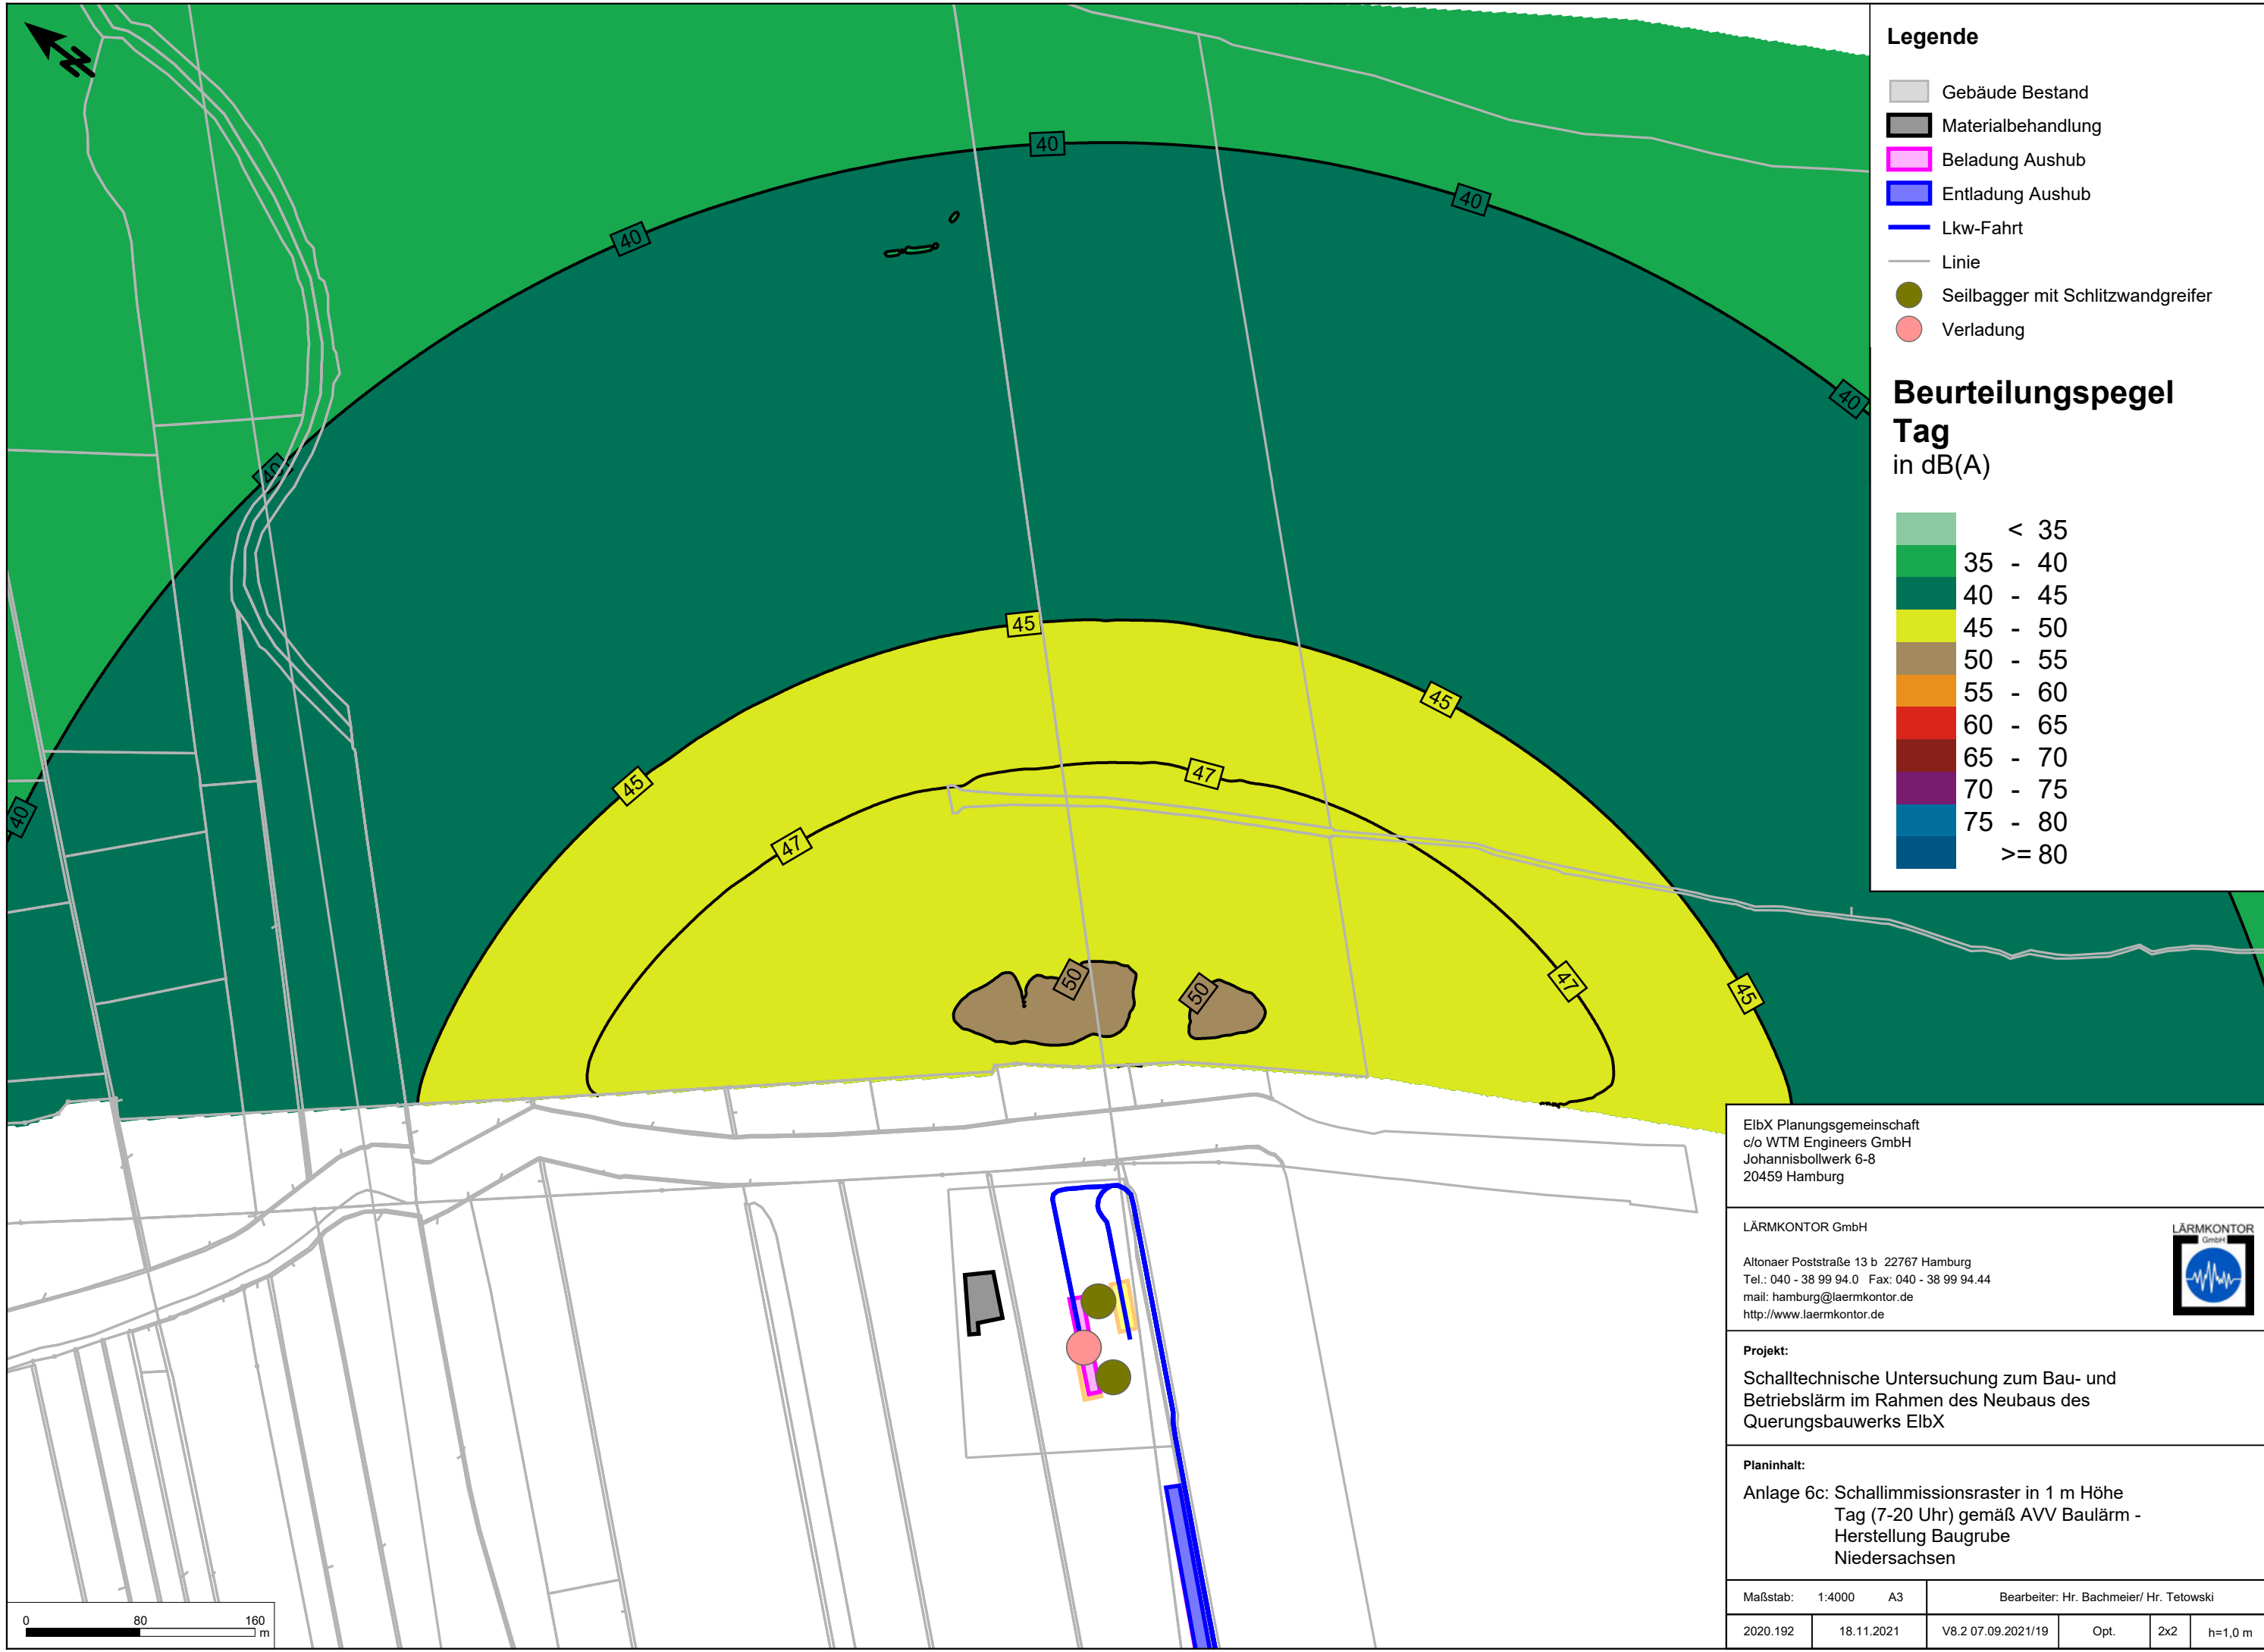 N
40
40
40
40
40
40
45
45
45
45
47
47
47
50
50
0 80 160
m
Legende
Gebäude Bestand
Materialbehandlung
Beladung Aushub
Entladung Aushub
Lkw-Fahrt
Linie
Seilbagger mit Schlitzwandgreifer
Verladung
Beurteilungspegel
Tag
in dB(A)
< 35
35 - 40
40 - 45
45 - 50
50 - 55
55 - 60
60 - 65
65 - 70
70 - 75
75 - 80
>= 80
ElbX Planungsgemeinschaft
c/o WTM Engineers GmbH
Johannisbollwerk 6-8
20459 Hamburg
LÄRMKONTOR GmbH
Altonaer Poststraße 13 b 22767 Hamburg
Tel.: 040 - 38 99 94.0 Fax: 040 - 38 99 94.44
mail: hamburg@laermkontor.de
http://www.laermkontor.de
LÄRMKONTOR
GmbH
Projekt:
Schalltechnische Untersuchung zum Bau- und
Betriebslärm im Rahmen des Neubaus des
Querungsbauwerks ElbX
Planinhalt:
Anlage 6c: Schallimmissionsraster in 1 m Höhe
Tag (7-20 Uhr) gemäß AVV Baulärm -
Herstellung Baugrube
Niedersachsen
Maßstab: 1:4000 A3 Bearbeiter: Hr. Bachmeier/ Hr. Tetowski
2020.192 18.11.2021 V8.2 07.09.2021/19 Opt. 2x2 h=1,0 m